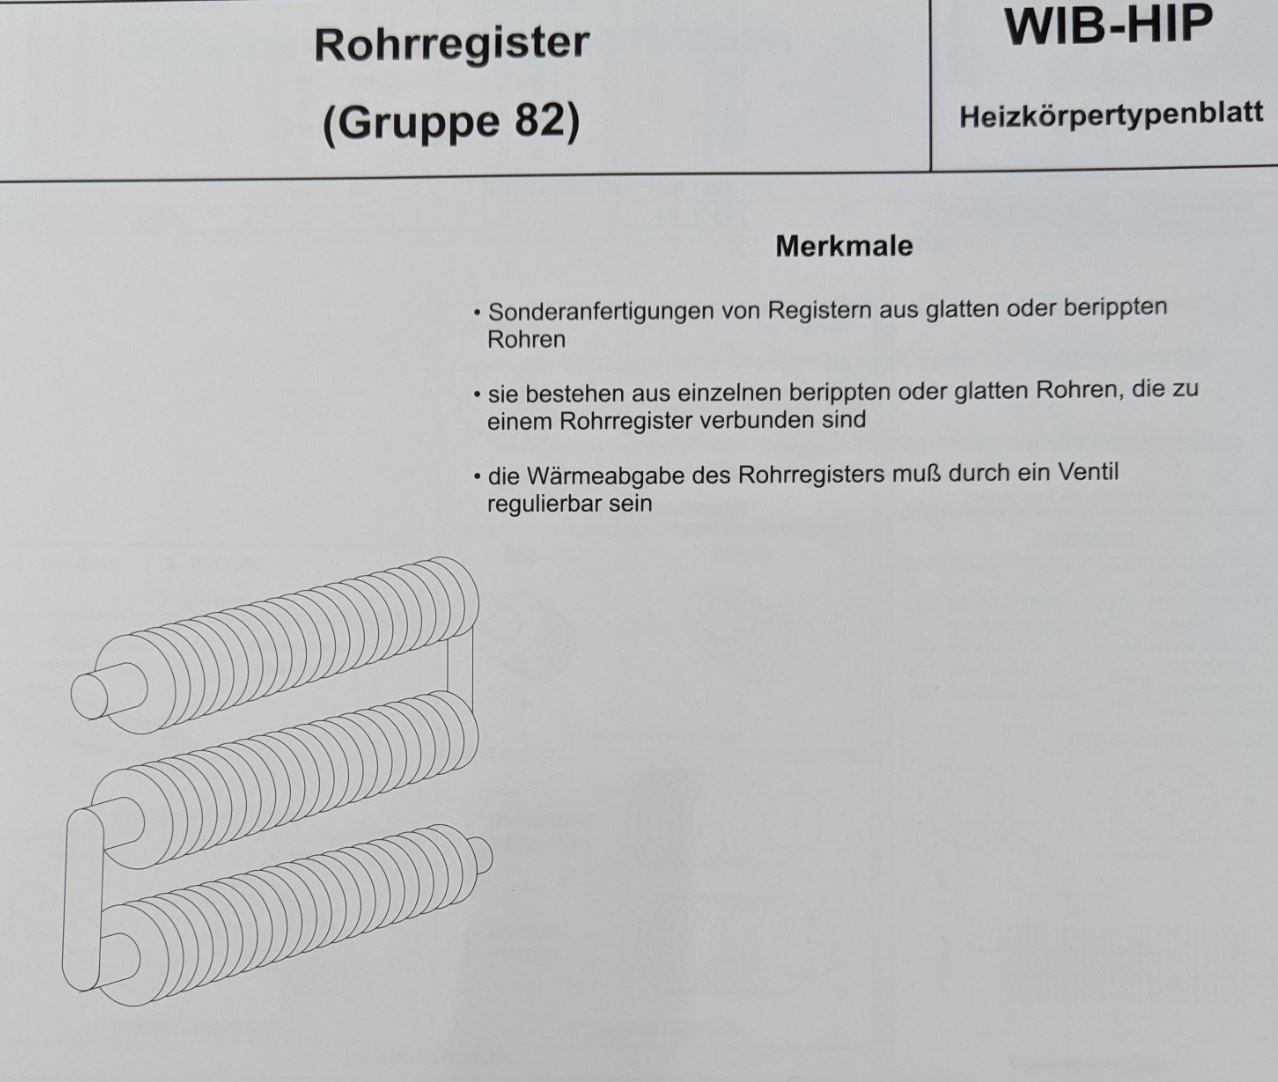 Rohrregister
(Gruppe 82)
WIB-HIP
Heizkörpertypenblatt
Merkmale
• Sonderanfertigungen von Registern aus glatten oder berippten
Rohren
• sie bestehen aus einzelnen berippten oder glatten Rohren, die zu
einem Rohrregister verbunden sind
• die Wärmeabgabe des Rohrregisters muß durch ein Ventil
regulierbar sein